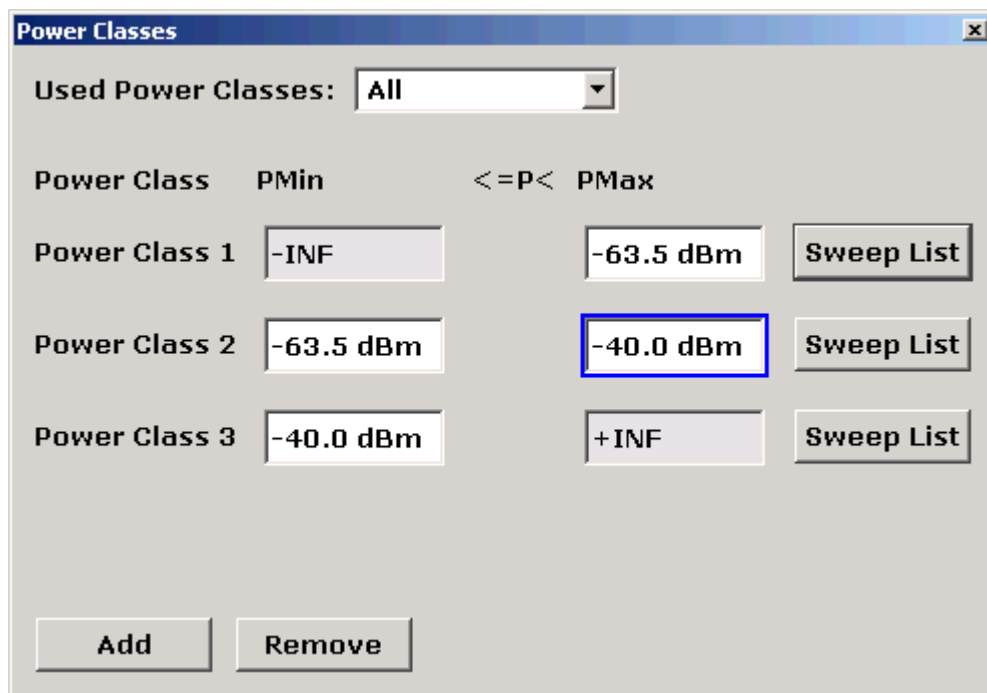 Power Classes
Used Power Classes: All
Power Class PMin <=P< PMax
Power Class 1 -INF -63.5 dBm Sweep List
Power Class 2 -63.5 dBm -40.0 dBm Sweep List
Power Class 3 -40.0 dBm +INF Sweep List
Add Remove